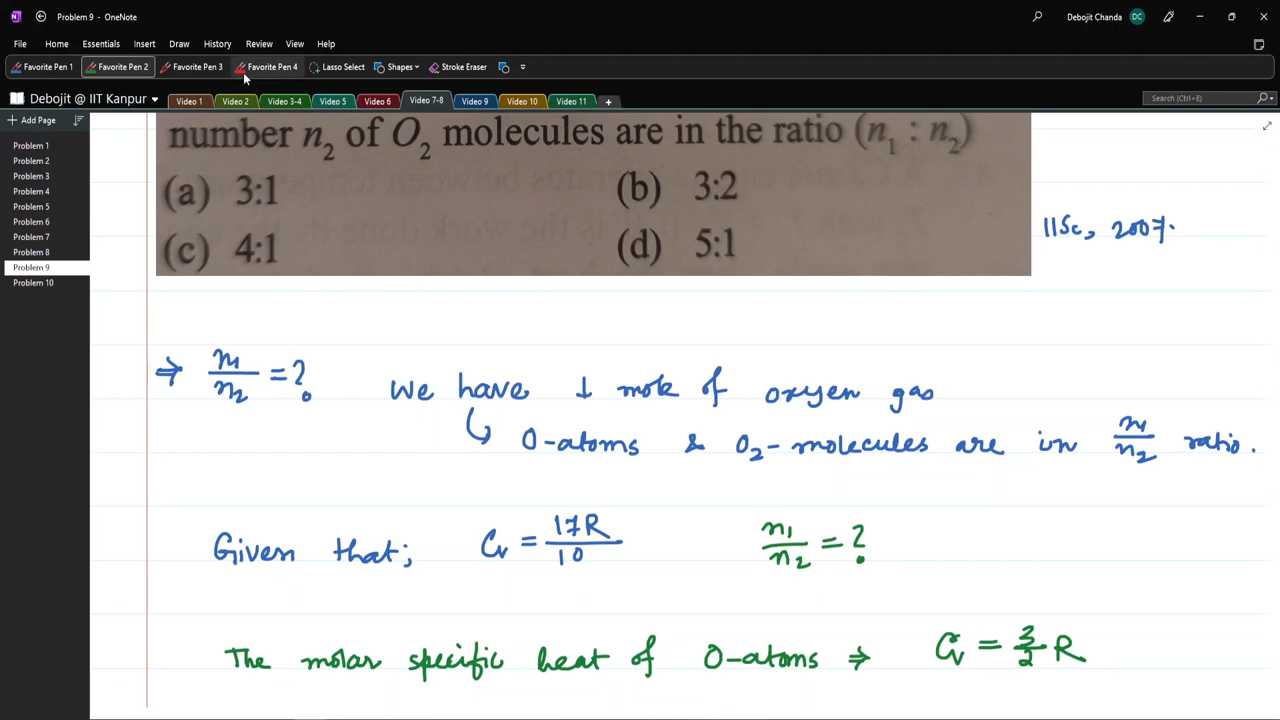 Problem 9 - OneNote
Debojit Chanda DC
File Home Essentials Insert Draw History Review View Help
Favorite Pen 1 Favorite Pen 2 Favorite Pen 3 Favorite Pen 4 Lasso Select Shapes Stroke Eraser
Debojit @ IIT Kanpur Video 1 Video 2 Video 3-4 Video 5 Video 6 Video 7-8 Video 9 Video 10 Video 11 + Search (Ctrl+E)
+ Add Page
Problem 1
Problem 2
Problem 3
Problem 4
Problem 5
Problem 6
Problem 7
Problem 8
Problem 9
Problem 10
number n₂ of O₂ molecules are in the ratio (n₁ : n₂)
(a) 3:1 (b) 3:2
(c) 4:1 (d) 5:1
IISc, 2007.
⇒ n₁/n₂ = ? We have 1 mole of oxyen gas
O-atoms & O₂-molecules are in n₁/n₂ ratio.
Given that; Cv = 17R/10 n₁/n₂ = ?
The molar specific heat of O-atoms ⇒ Cv = 3/2 R